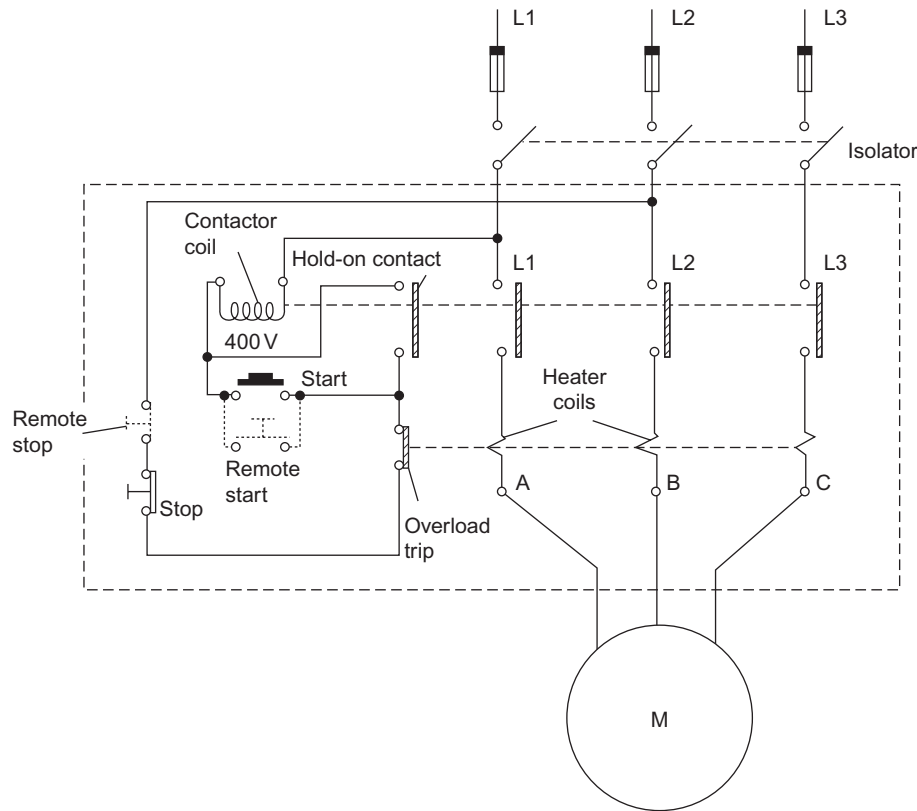 L1 L2 L3
Isolator
Contactor
coil
Hold-on contact
L1 L2 L3
400 V
Start
Heater
coils
Remote
stop
Remote
start
Stop
A B C
Overload
trip
M